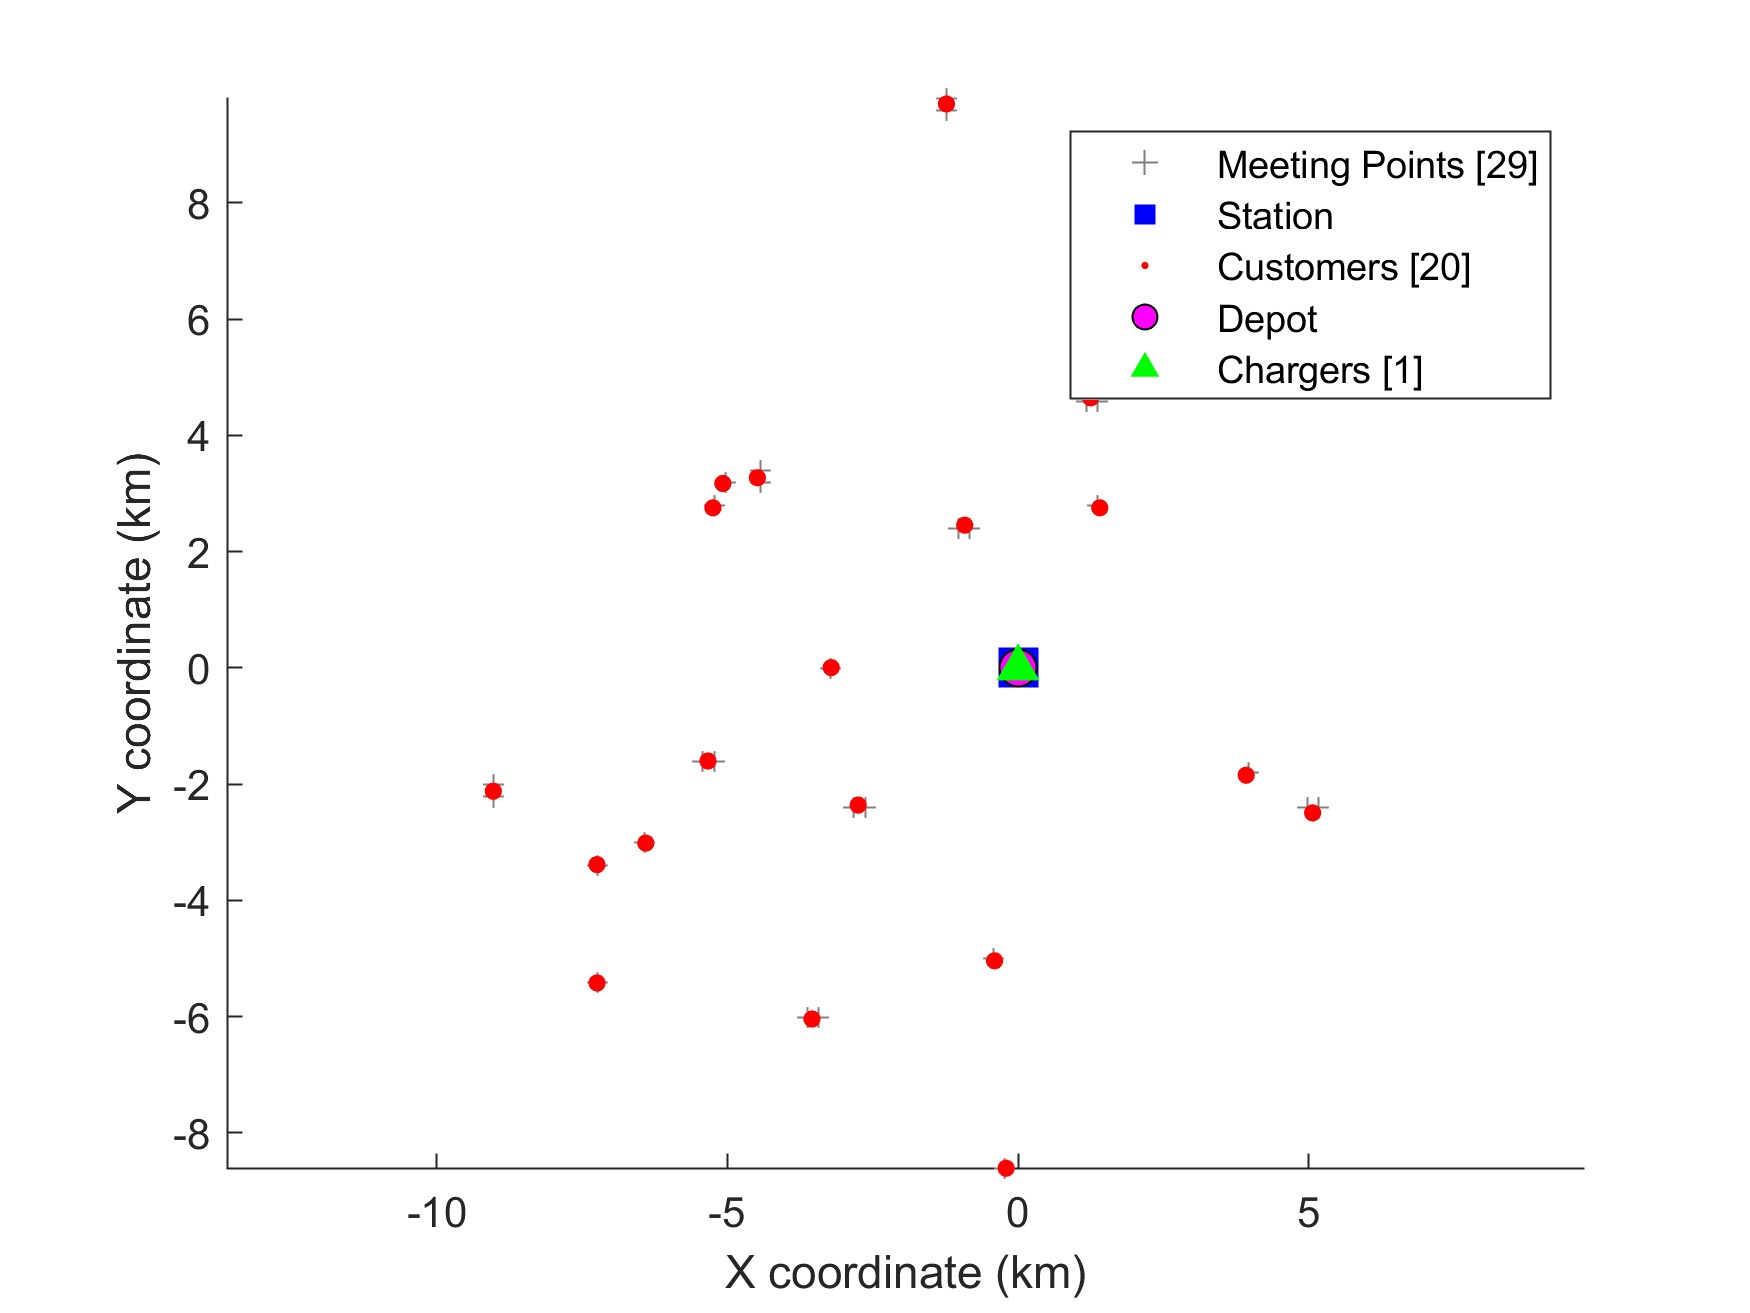 Meeting Points [29]
Station
Customers [20]
Depot
Chargers [1]
8
6
4
2
0
-2
-4
-6
-8
Y coordinate (km)
-10
-5
0
5
X coordinate (km)